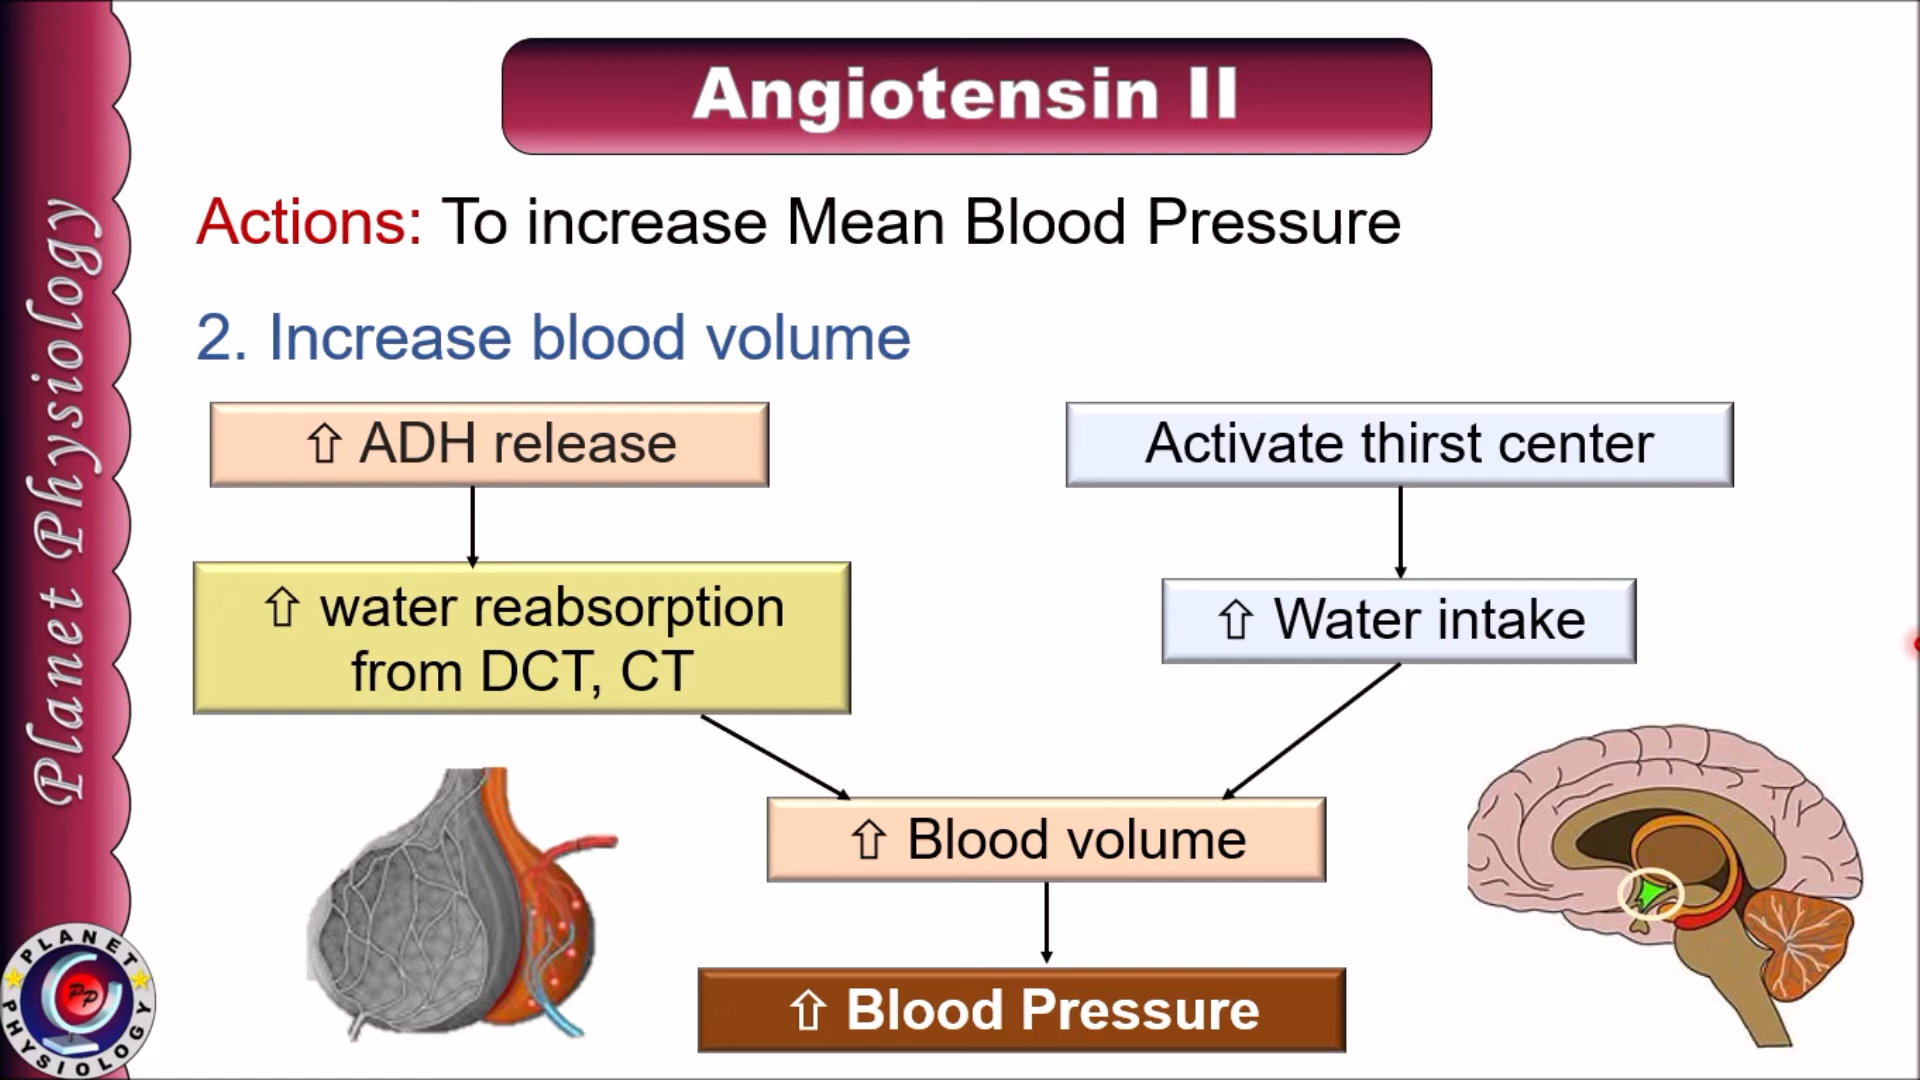 Angiotensin II
Actions: To increase Mean Blood Pressure
2. Increase blood volume
⇧ ADH release
Activate thirst center
⇧ water reabsorption
from DCT, CT
⇧ Water intake
⇧ Blood volume
⇧ Blood Pressure
Planet Physiology
PLANET
PP
PHYSIOLOGY